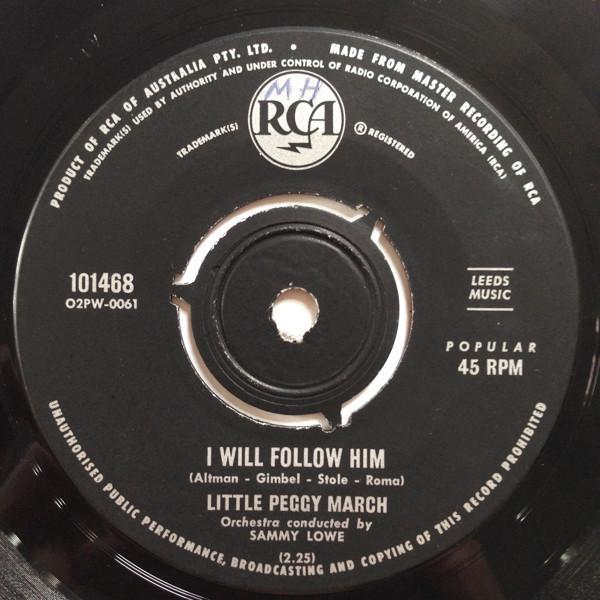 PRODUCT OF RCA OF AUSTRALIA PTY. LTD. • MADE FROM MASTER RECORDING OF RCA
TRADEMARK(S) USED BY AUTHORITY AND UNDER CONTROL OF RADIO CORPORATION OF AMERICA (RCA)
MH
RCA
TRADEMARK(S) ® REGISTERED
101468
O2PW-0061
LEEDS
MUSIC
POPULAR
45 RPM
I WILL FOLLOW HIM
(Altman - Gimbel - Stole - Roma)
LITTLE PEGGY MARCH
Orchestra conducted by
SAMMY LOWE
(2.25)
UNAUTHORISED PUBLIC PERFORMANCE, BROADCASTING AND COPYING OF THIS RECORD PROHIBITED